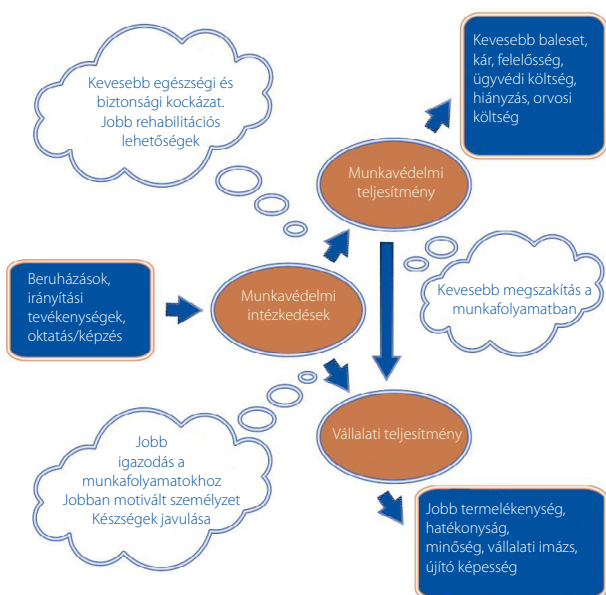 Kevesebb baleset,
kár, felelősség,
ügyvédi költség,
hiányzás, orvosi
költség
Kevesebb egészségi és
biztonsági kockázat.
Jobb rehabilitációs
lehetőségek
Munkavédelmi
teljesítmény
Beruházások,
irányítási
tevékenységek,
oktatás/képzés
Munkavédelmi
intézkedések
Kevesebb megszakítás a
munkafolyamatban
Jobb
igazodás a
munkafolyamatokhoz
Jobban motivált személyzet
Készségek javulása
Vállalati teljesítmény
Jobb termelékenység,
hatékonyság,
minőség, vállalati imázs,
újító képesség